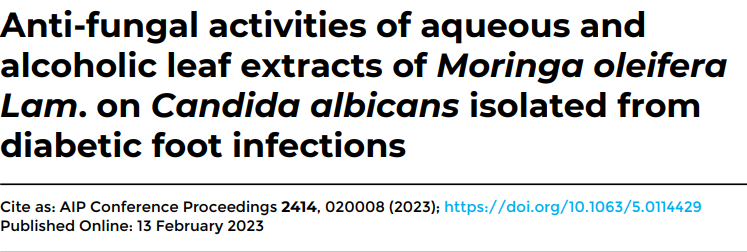 Anti-fungal activities of aqueous and
alcoholic leaf extracts of Moringa oleifera
Lam. on Candida albicans isolated from
diabetic foot infections
Cite as: AIP Conference Proceedings 2414, 020008 (2023); https://doi.org/10.1063/5.0114429
Published Online: 13 February 2023